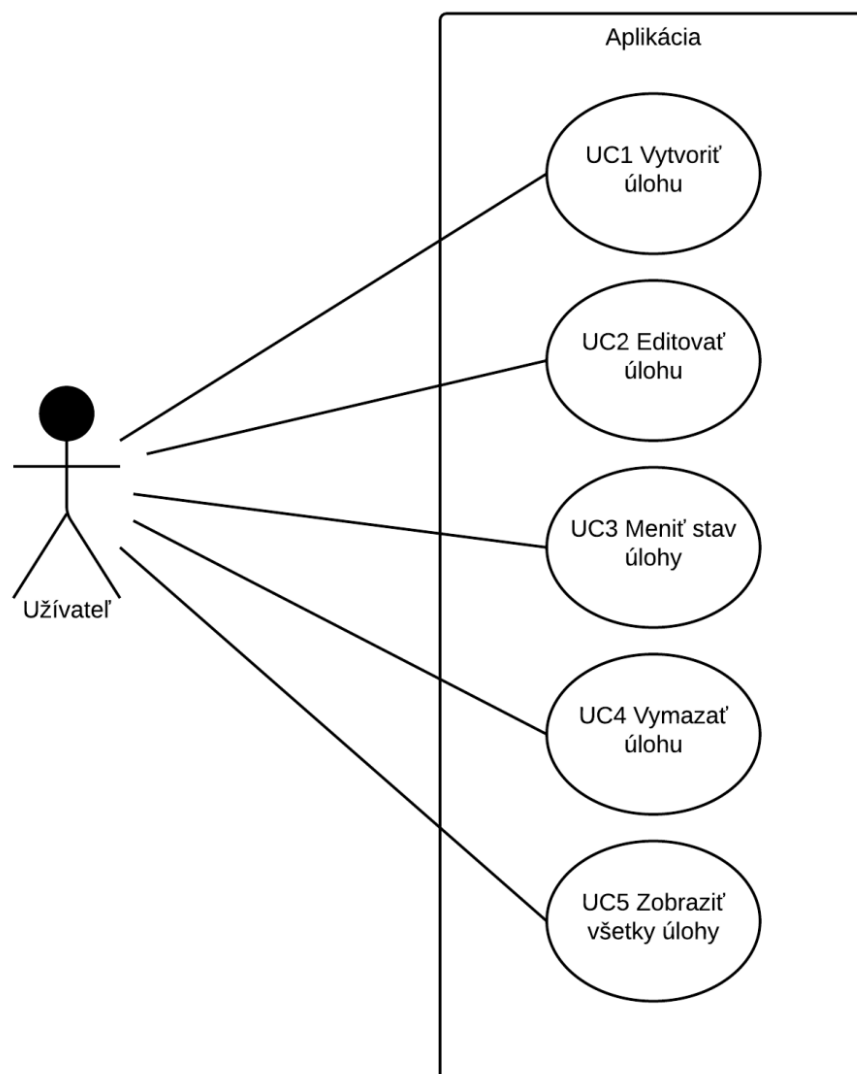 Aplikácia
UC1 Vytvoriť
úlohu
UC2 Editovať
úlohu
UC3 Meniť stav
úlohy
Užívateľ
UC4 Vymazať
úlohu
UC5 Zobraziť
všetky úlohy